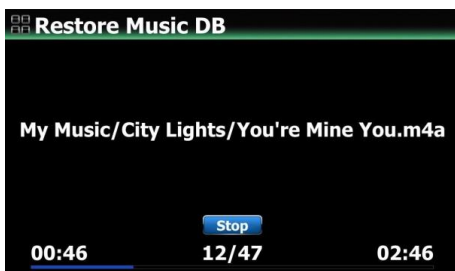 Restore Music DB
My Music/City Lights/You're Mine You.m4a
Stop
00:46 12/47 02:46